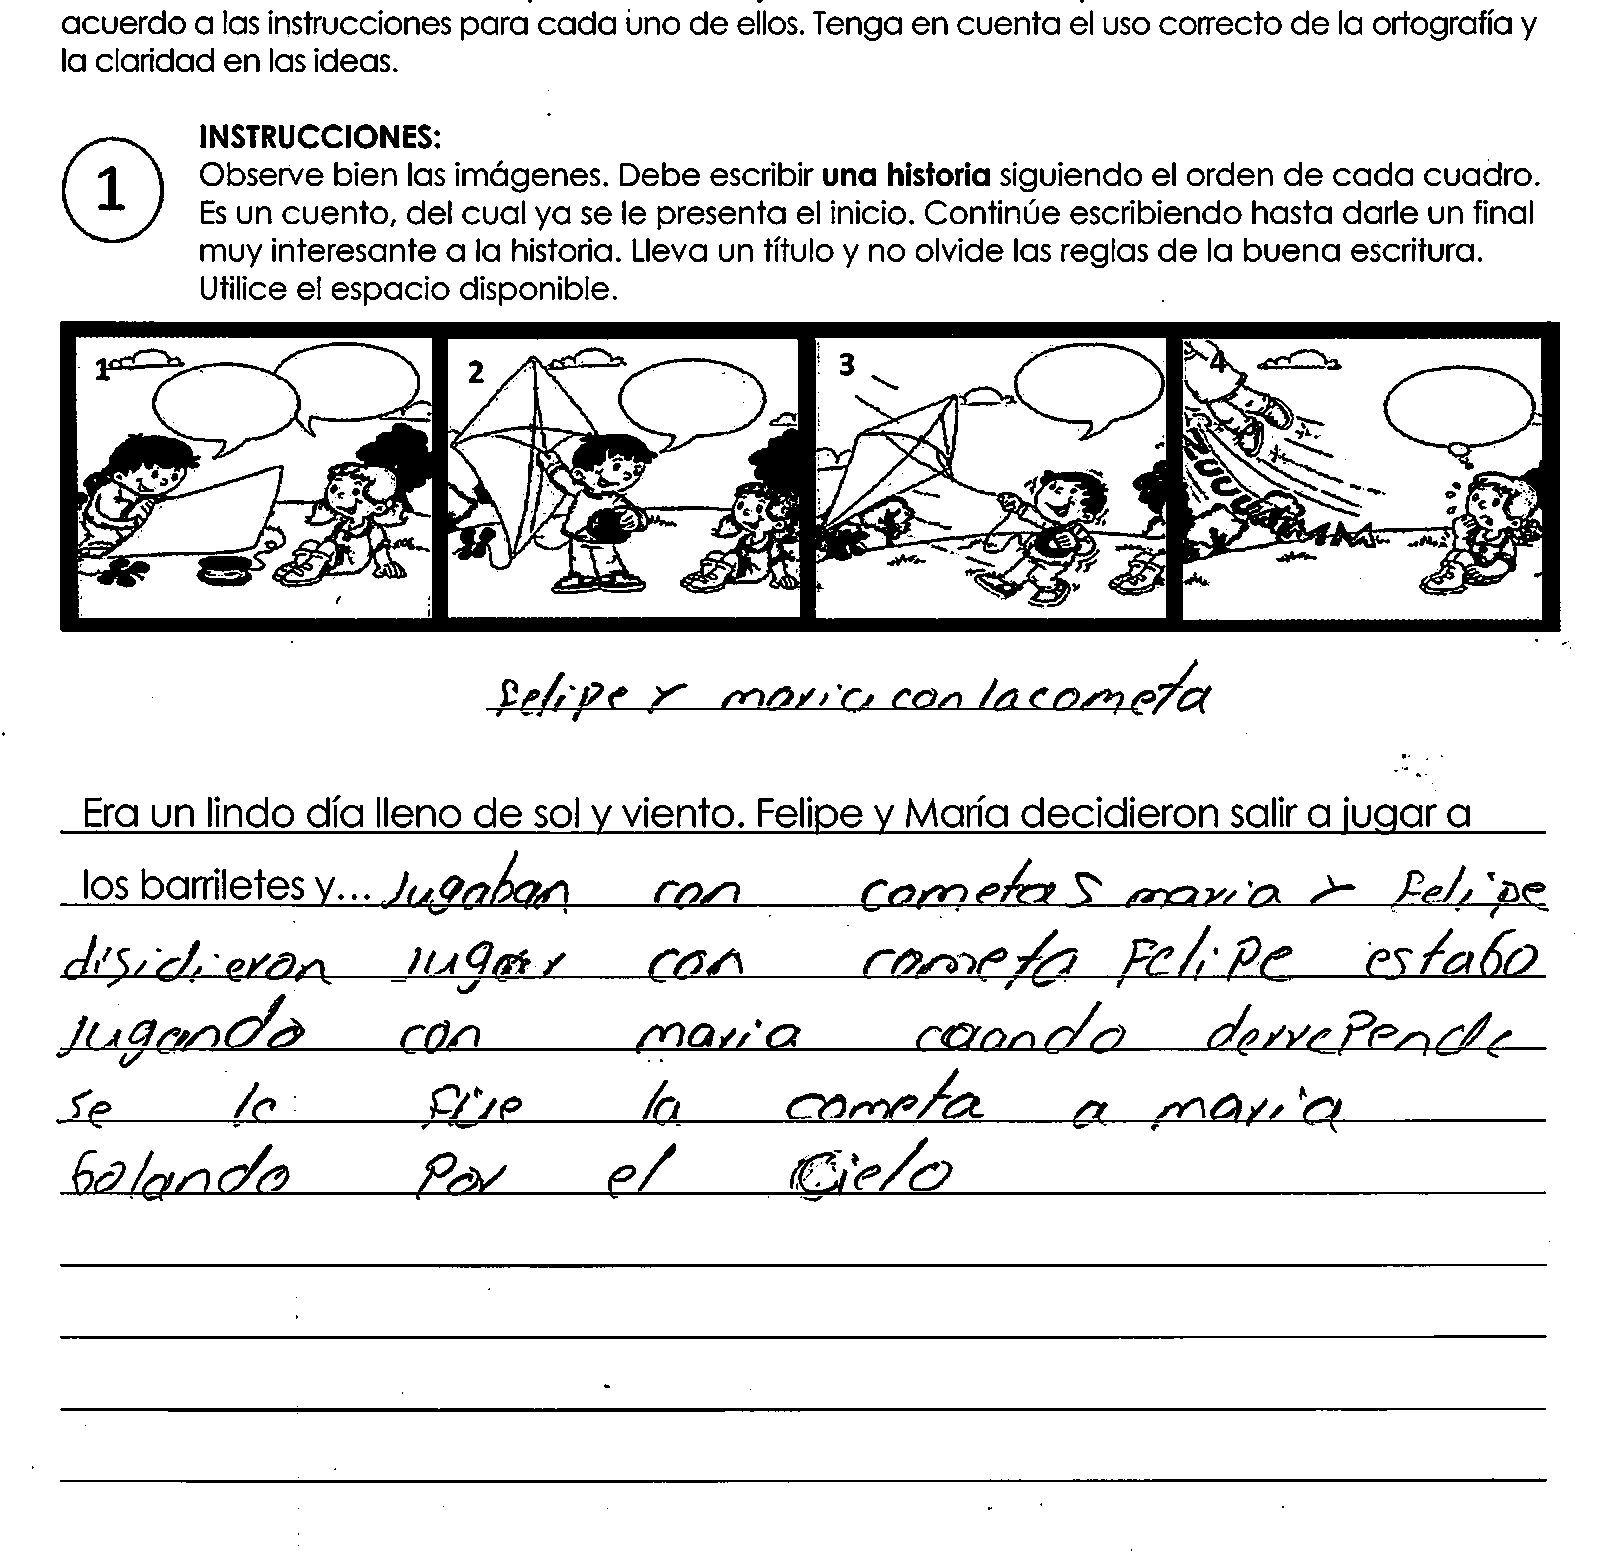 acuerdo a las instrucciones para cada uno de ellos. Tenga en cuenta el uso correcto de la ortografía y
la claridad en las ideas.
1
INSTRUCCIONES:
Observe bien las imágenes. Debe escribir una historia siguiendo el orden de cada cuadro.
Es un cuento, del cual ya se le presenta el inicio. Continúe escribiendo hasta darle un final
muy interesante a la historia. Lleva un título y no olvide las reglas de la buena escritura.
Utilice el espacio disponible.
1 2 3 4
felipe y maria con la cometa
Era un lindo día lleno de sol y viento. Felipe y María decidieron salir a jugar a
los barriletes y... Jugaban con cometas maria y Felipe
disidieron jugar con cometa Felipe estabo
jugando con maria caando derrepende
se le fue la cometa a maria
bolando por el cielo